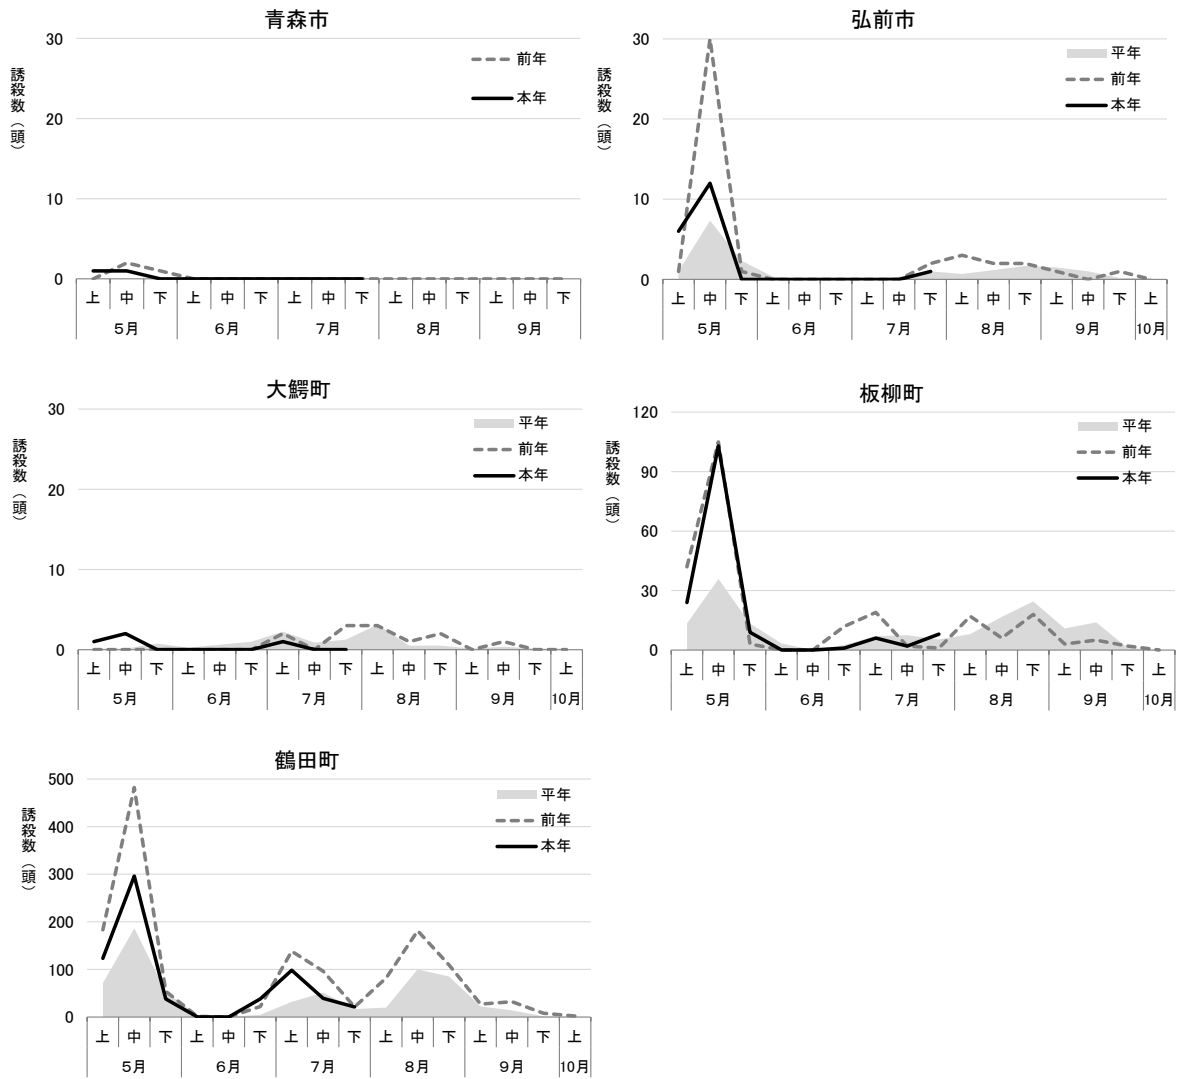 青森市
誘殺数（頭）
30
20
10
0
前年
本年
上 中 下 上 中 下 上 中 下 上 中 下 上 中 下
5月 6月 7月 8月 9月
弘前市
誘殺数（頭）
30
20
10
0
平年
前年
本年
上 中 下 上 中 下 上 中 下 上 中 下 上 中 下 上
5月 6月 7月 8月 9月 10月
大鰐町
誘殺数（頭）
30
20
10
0
平年
前年
本年
上 中 下 上 中 下 上 中 下 上 中 下 上 中 下 上
5月 6月 7月 8月 9月 10月
板柳町
誘殺数（頭）
120
90
60
30
0
平年
前年
本年
上 中 下 上 中 下 上 中 下 上 中 下 上 中 下 上
5月 6月 7月 8月 9月 10月
鶴田町
誘殺数（頭）
500
400
300
200
100
0
平年
前年
本年
上 中 下 上 中 下 上 中 下 上 中 下 上 中 下 上
5月 6月 7月 8月 9月 10月